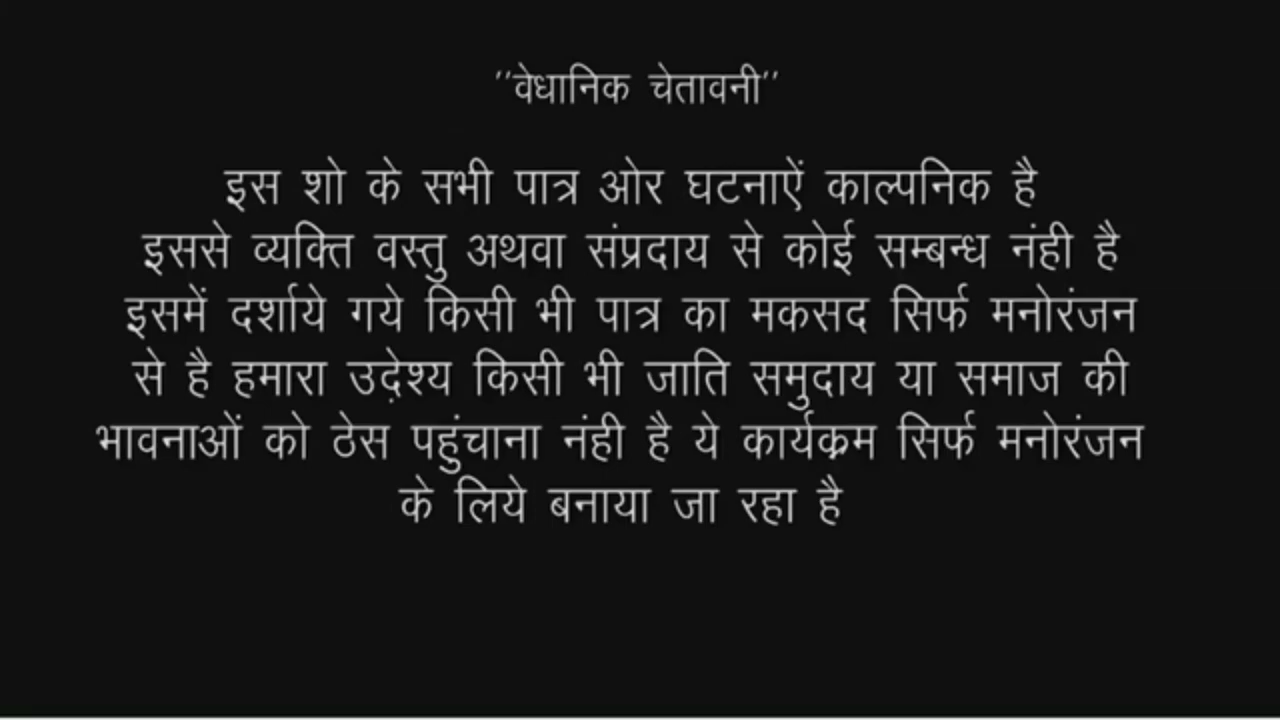 ''वेधानिक चेतावनी''
इस शो के सभी पात्र ओर घटनाऐं काल्पनिक है
इससे व्यक्ति वस्तु अथवा संप्रदाय से कोई सम्बन्ध नंही है
इसमें दर्शाये गये किसी भी पात्र का मकसद सिर्फ मनोरंजन
से है हमारा उदे़श्य किसी भी जाति समुदाय या समाज की
भावनाओं को ठेस पहुंचाना नंही है ये कार्यक्रम सिर्फ मनोरंजन
के लिये बनाया जा रहा है